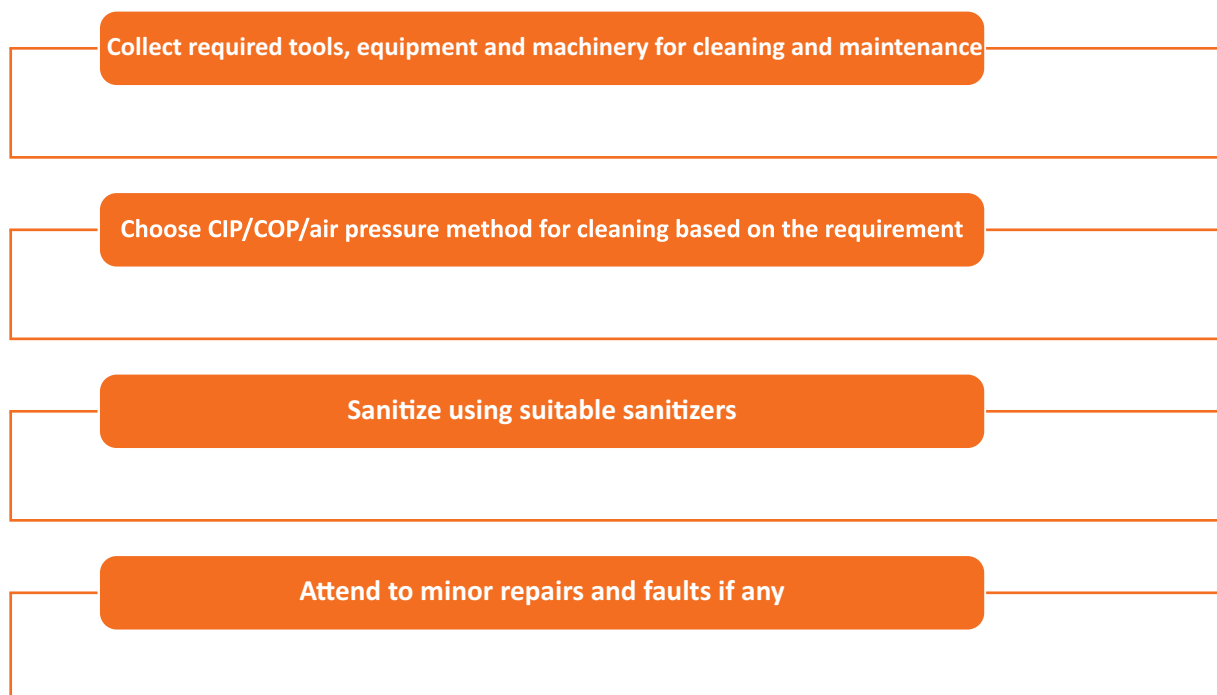 Collect required tools, equipment and machinery for cleaning and maintenance
Choose CIP/COP/air pressure method for cleaning based on the requirement
Sanitize using suitable sanitizers
Attend to minor repairs and faults if any